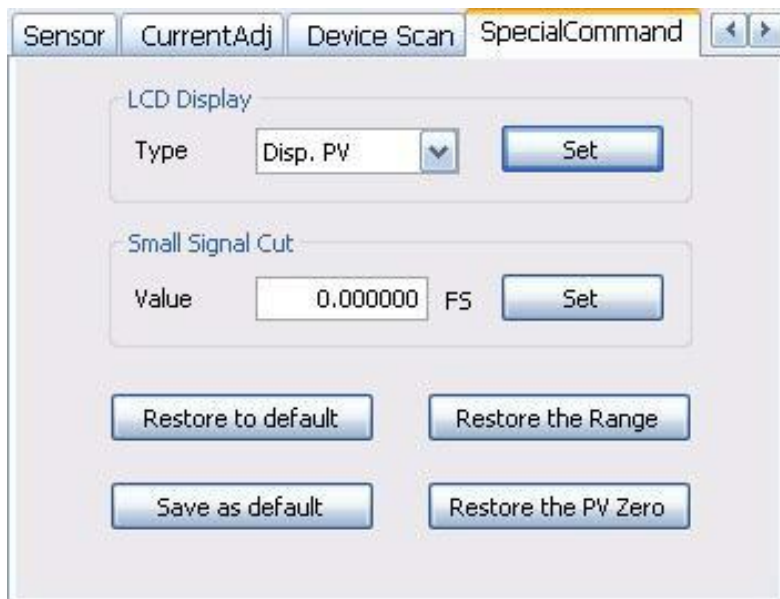 Sensor CurrentAdj Device Scan SpecialCommand
LCD Display
Type Disp. PV Set
Small Signal Cut
Value 0.000000 FS Set
Restore to default Restore the Range
Save as default Restore the PV Zero